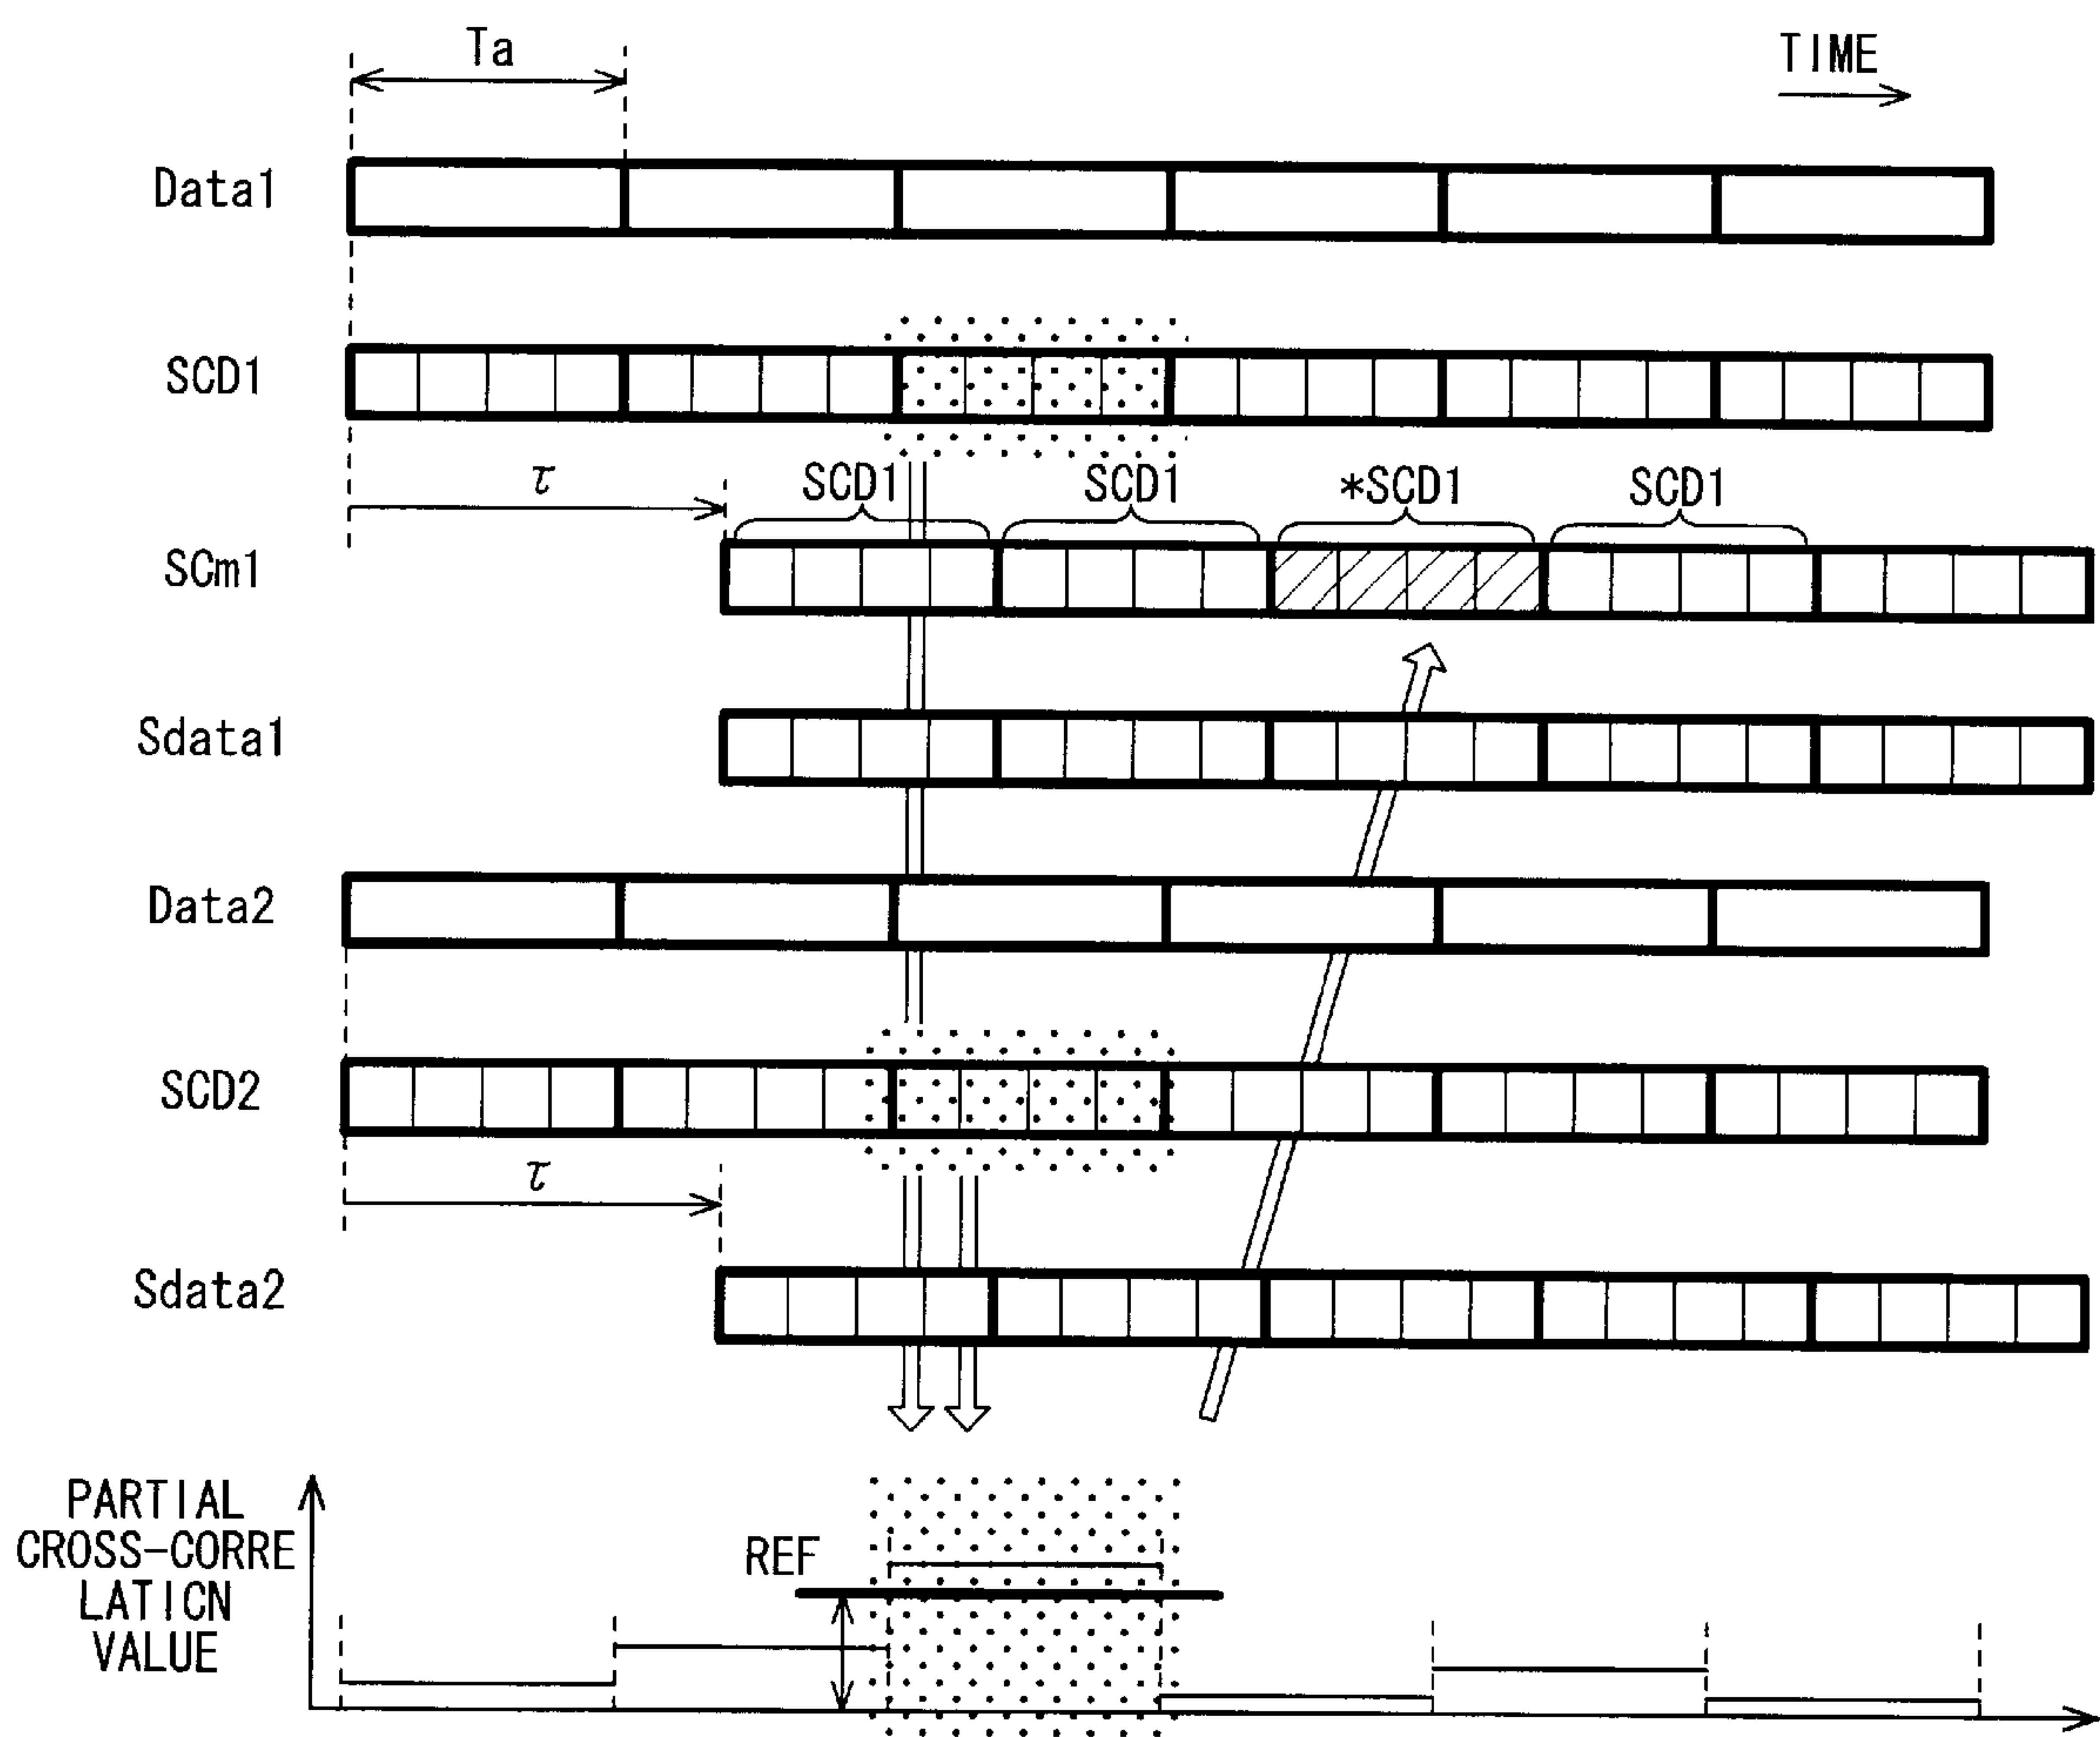 Ta
TIME
Data1
SCD1
τ
SCD1
SCD1
*SCD1
SCD1
SCm1
Sdata1
Data2
SCD2
τ
Sdata2
PARTIAL
CROSS-CORRE
LATICN
VALUE
REF